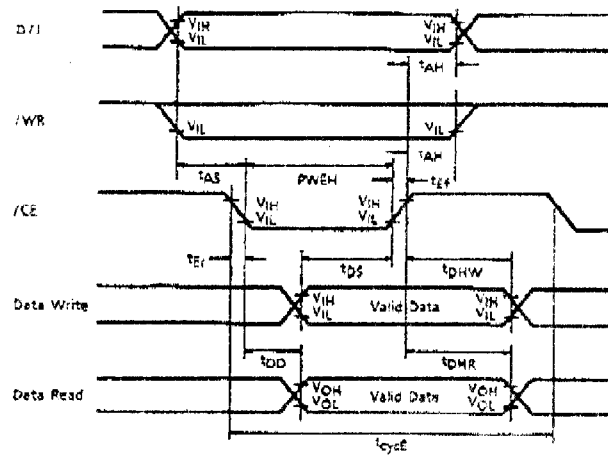 D/I
VIH
VIL
VIH
VIL
tAH
/WR
VIL
VIL
tAH
tAS
PWEH
tEf
/CE
VIH
VIL
VIH
VIL
tEr
tDS
tDHW
Data Write
VIH
VIL
Valid Data
VIH
VIL
tDD
tDHR
Data Read
VOH
VOL
Valid Data
VOH
VOL
tcycE